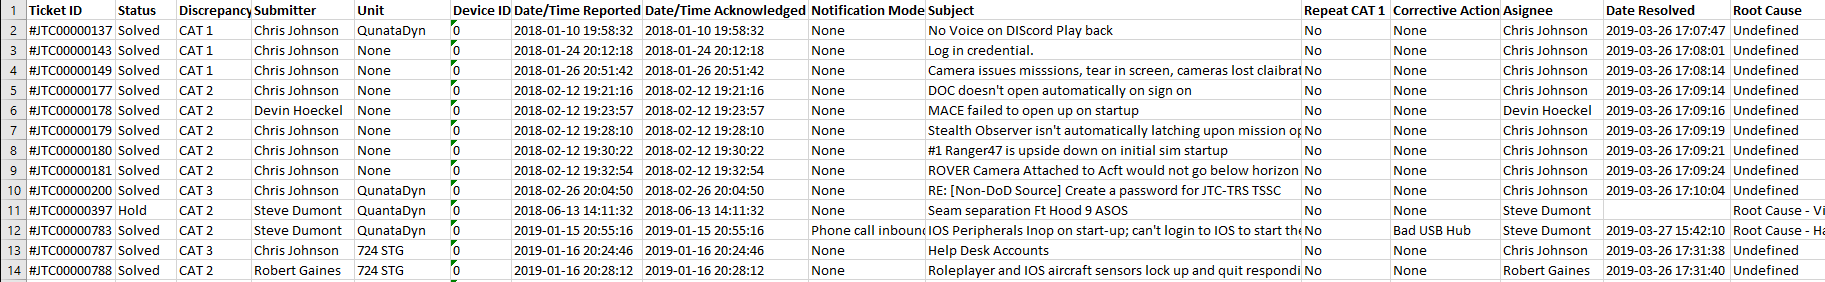 1 Ticket ID Status Discrepancy Submitter Unit Device ID Date/Time Reported Date/Time Acknowledged Notification Mode Subject Repeat CAT 1 Corrective Action Asignee Date Resolved Root Cause
2 #JTC00000137 Solved CAT 1 Chris Johnson QunataDyn 0 2018-01-10 19:58:32 2018-01-10 19:58:32 None No Voice on DIScord Play back No None Chris Johnson 2019-03-26 17:07:47 Undefined
3 #JTC00000143 Solved CAT 1 Chris Johnson None 0 2018-01-24 20:12:18 2018-01-24 20:12:18 None Log in credential. No None Chris Johnson 2019-03-26 17:08:01 Undefined
4 #JTC00000149 Solved CAT 1 Chris Johnson None 0 2018-01-26 20:51:42 2018-01-26 20:51:42 None Camera issues misssions, tear in screen, cameras lost claibrat No None Chris Johnson 2019-03-26 17:08:14 Undefined
5 #JTC00000177 Solved CAT 2 Chris Johnson None 0 2018-02-12 19:21:16 2018-02-12 19:21:16 None DOC doesn't open automatically on sign on No None Chris Johnson 2019-03-26 17:09:14 Undefined
6 #JTC00000178 Solved CAT 2 Devin Hoeckel None 0 2018-02-12 19:23:57 2018-02-12 19:23:57 None MACE failed to open up on startup No None Devin Hoeckel 2019-03-26 17:09:16 Undefined
7 #JTC00000179 Solved CAT 2 Chris Johnson None 0 2018-02-12 19:28:10 2018-02-12 19:28:10 None Stealth Observer isn't automatically latching upon mission op No None Chris Johnson 2019-03-26 17:09:19 Undefined
8 #JTC00000180 Solved CAT 2 Chris Johnson None 0 2018-02-12 19:30:22 2018-02-12 19:30:22 None #1 Ranger47 is upside down on initial sim startup No None Chris Johnson 2019-03-26 17:09:21 Undefined
9 #JTC00000181 Solved CAT 2 Chris Johnson None 0 2018-02-12 19:32:54 2018-02-12 19:32:54 None ROVER Camera Attached to Acft would not go below horizon No None Chris Johnson 2019-03-26 17:09:24 Undefined
10 #JTC00000200 Solved CAT 3 Chris Johnson QunataDyn 0 2018-02-26 20:04:50 2018-02-26 20:04:50 None RE: [Non-DoD Source] Create a password for JTC-TRS TSSC No None Chris Johnson 2019-03-26 17:10:04 Undefined
11 #JTC00000397 Hold CAT 2 Steve Dumont QuantaDyn 0 2018-06-13 14:11:32 2018-06-13 14:11:32 None Seam separation Ft Hood 9 ASOS No None Steve Dumont Root Cause - Vi
12 #JTC00000783 Solved CAT 2 Steve Dumont QuantaDyn 0 2019-01-15 20:55:16 2019-01-15 20:55:16 Phone call inbound IOS Peripherals Inop on start-up; can't login to IOS to start the No Bad USB Hub Steve Dumont 2019-03-27 15:42:10 Root Cause - Ha
13 #JTC00000787 Solved CAT 3 Chris Johnson 724 STG 0 2019-01-16 20:24:46 2019-01-16 20:24:46 None Help Desk Accounts No None Chris Johnson 2019-03-26 17:31:38 Undefined
14 #JTC00000788 Solved CAT 2 Robert Gaines 724 STG 0 2019-01-16 20:28:12 2019-01-16 20:28:12 None Roleplayer and IOS aircraft sensors lock up and quit respondi No None Robert Gaines 2019-03-26 17:31:40 Undefined